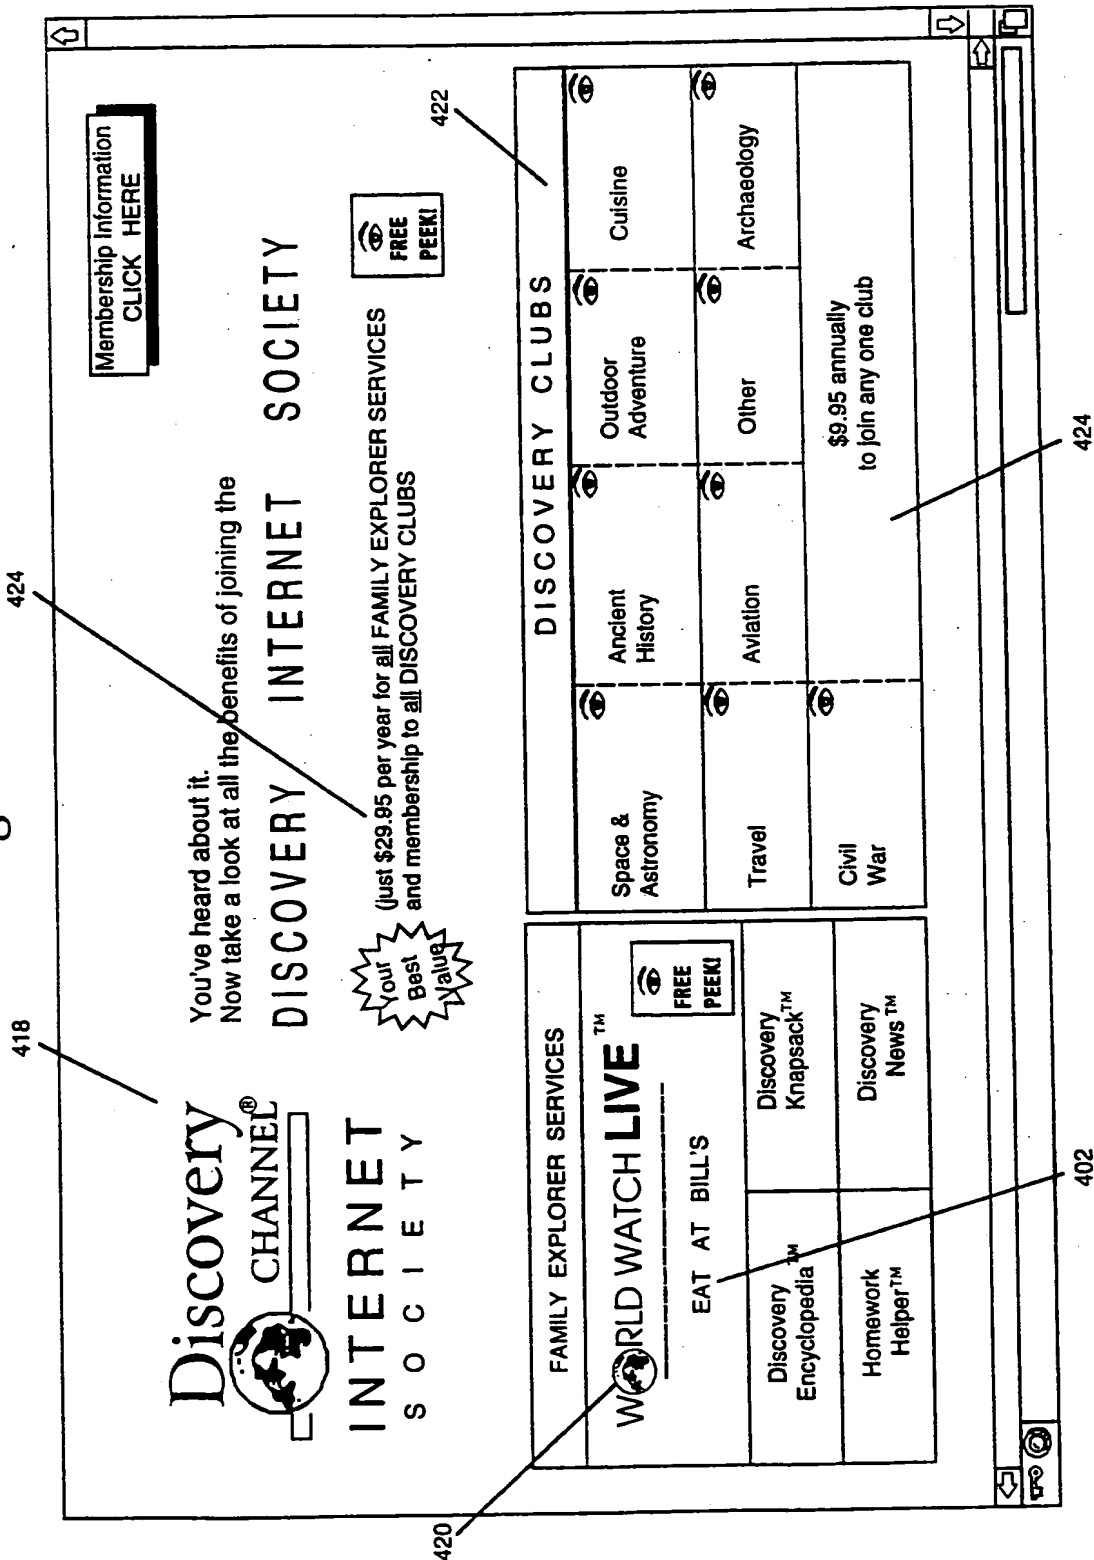 418
424
422
Membership Information
CLICK HERE
Discovery
CHANNEL®
INTERNET
SOCIETY
You've heard about it.
Now take a look at all the benefits of joining the
DISCOVERY INTERNET SOCIETY
Your
Best
Value
(just $29.95 per year for all FAMILY EXPLORER SERVICES
and membership to all DISCOVERY CLUBS
FREE
PEEK!
FAMILY EXPLORER SERVICES
WORLD WATCH LIVE™
FREE
PEEK!
EAT AT BILL'S
Discovery
Encyclopedia™
Discovery
Knapsack™
Homework
Helper™
Discovery
News™
DISCOVERY CLUBS
Space &
Astronomy
Ancient
History
Outdoor
Adventure
Cuisine
Travel
Aviation
Other
Archaeology
Civil
War
$9.95 annually
to join any one club
420
402
424